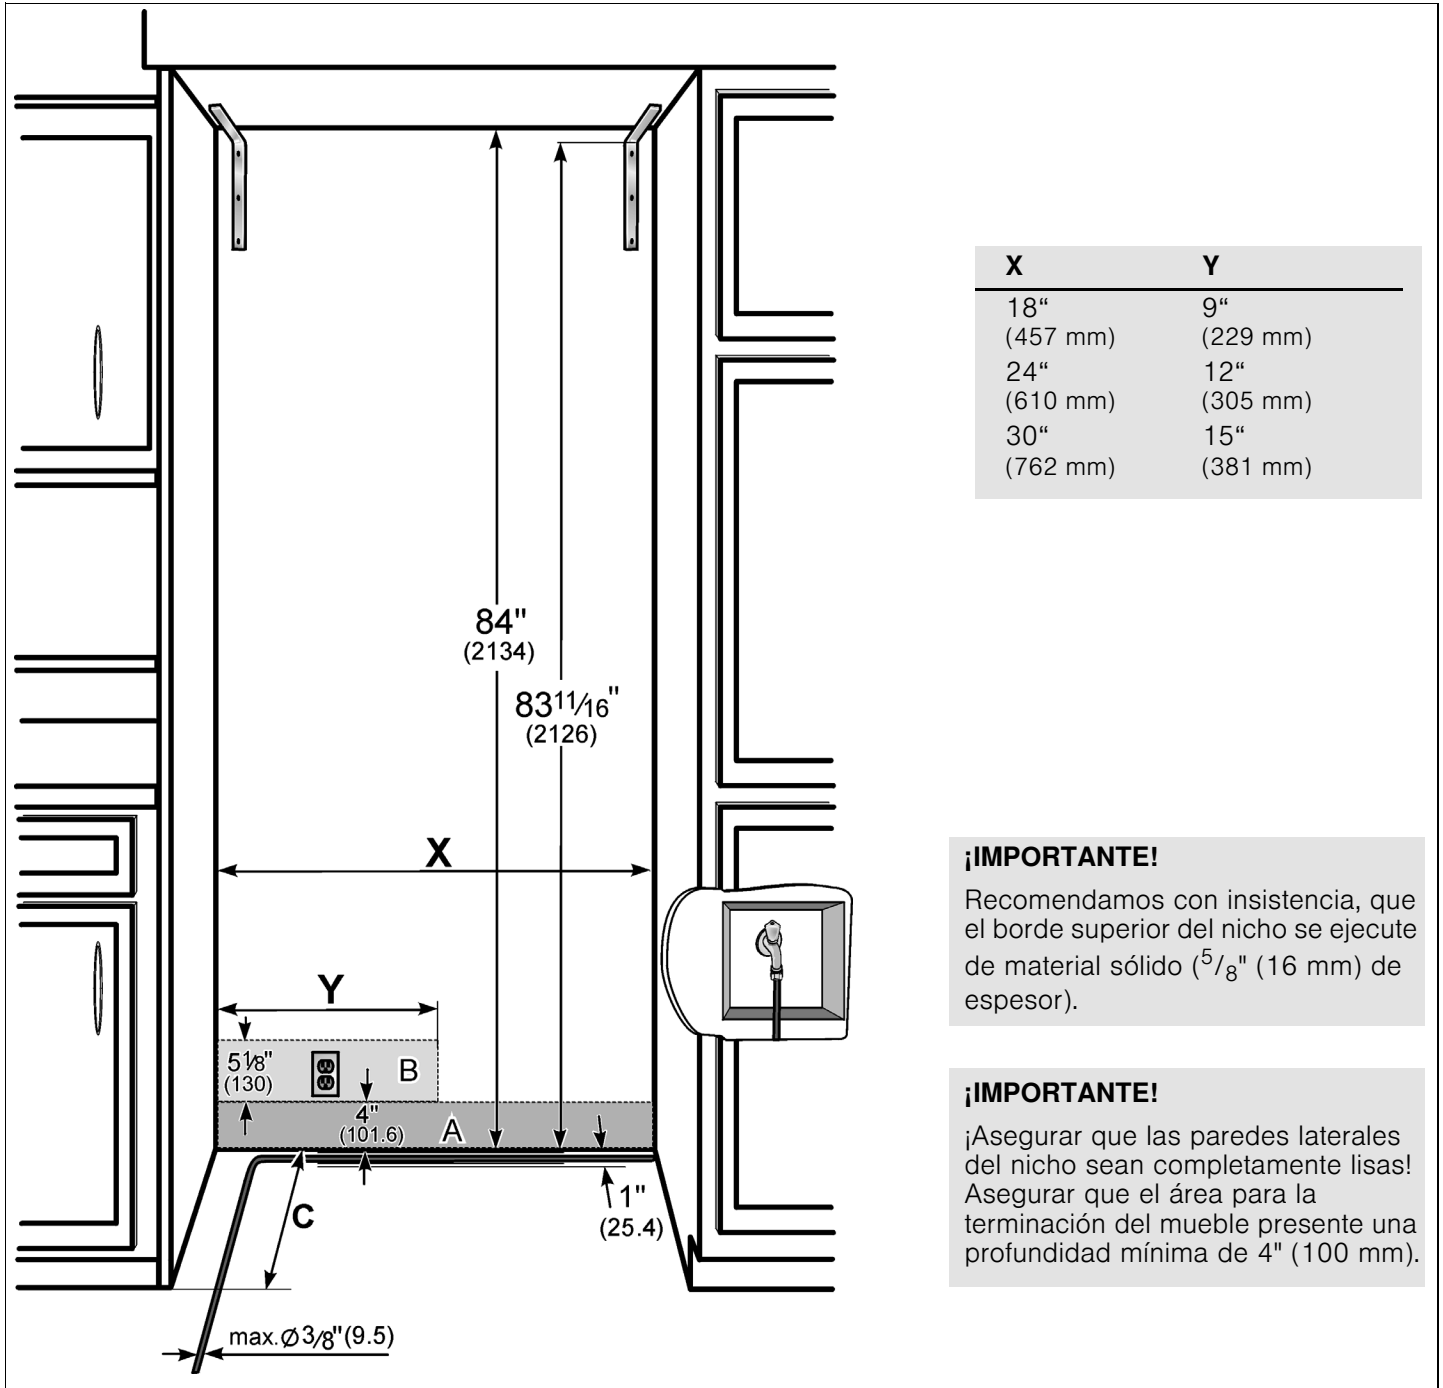 X Y
18“ 9“
(457 mm) (229 mm)
24“ 12“
(610 mm) (305 mm)
30“ 15“
(762 mm) (381 mm)
84"
(2134)
83 11/16"
(2126)
X
Y
5 1/8"
(130)
B
4"
(101.6)
A
1"
(25.4)
C
max. Ø 3/8" (9.5)
¡IMPORTANTE!
Recomendamos con insistencia, que
el borde superior del nicho se ejecute
de material sólido (5/8" (16 mm) de
espesor).
¡IMPORTANTE!
¡Asegurar que las paredes laterales
del nicho sean completamente lisas!
Asegurar que el área para la
terminación del mueble presente una
profundidad mínima de 4" (100 mm).